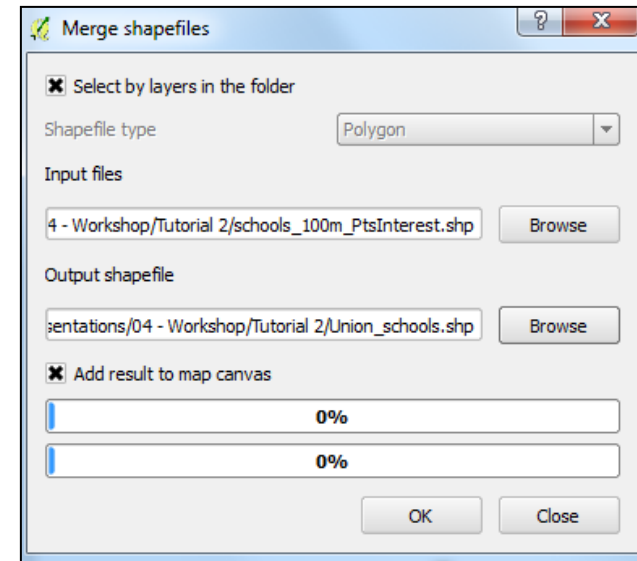 Merge shapefiles
? X
Select by layers in the folder
Shapefile type Polygon
Input files
4 - Workshop/Tutorial 2/schools_100m_PtsInterest.shp Browse
Output shapefile
sentations/04 - Workshop/Tutorial 2/Union_schools.shp Browse
Add result to map canvas
0%
0%
OK Close